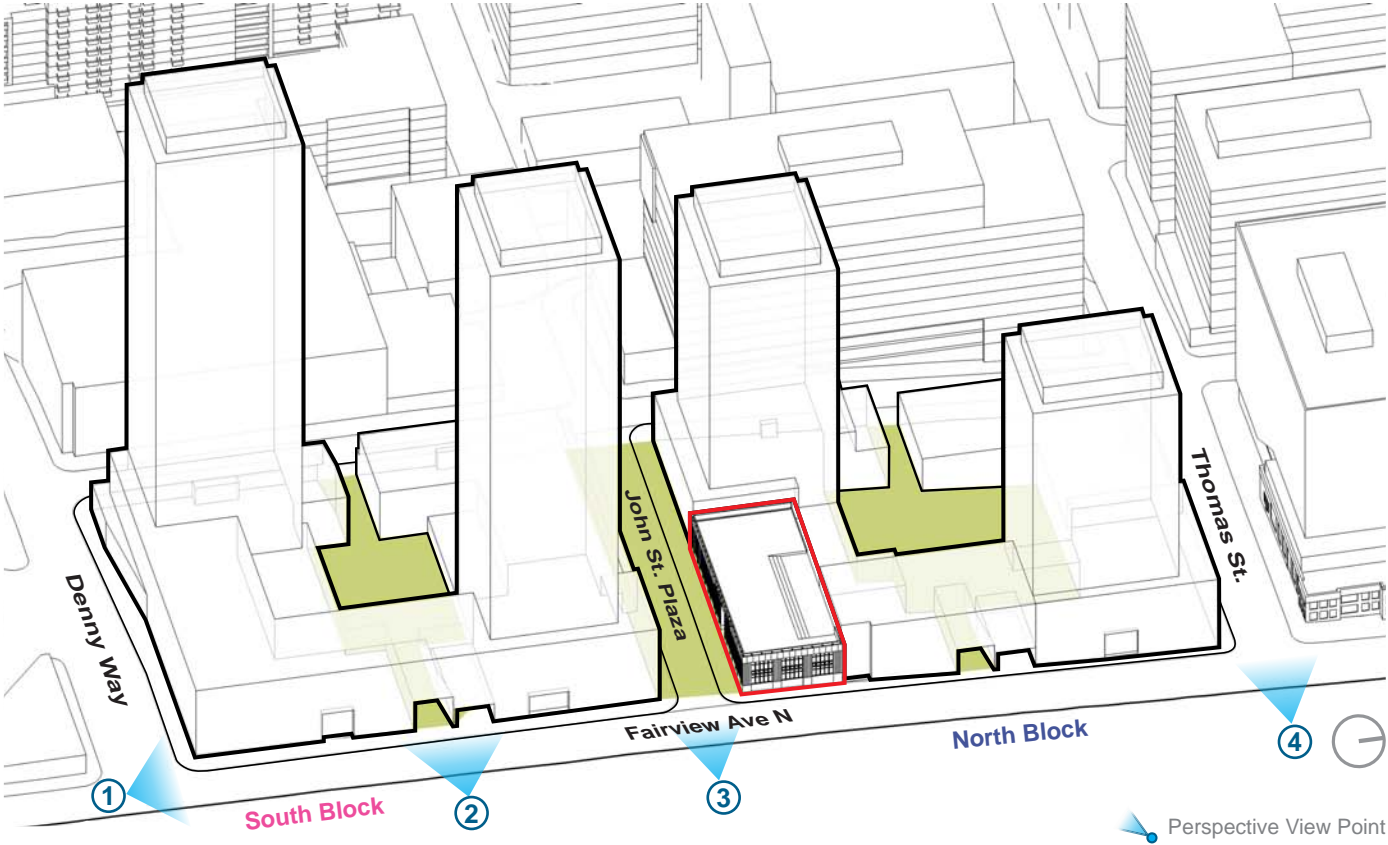 John St. Plaza
Thomas St.
Denny Way
Fairview Ave N
North Block
South Block
1
2
3
4
Perspective View Point